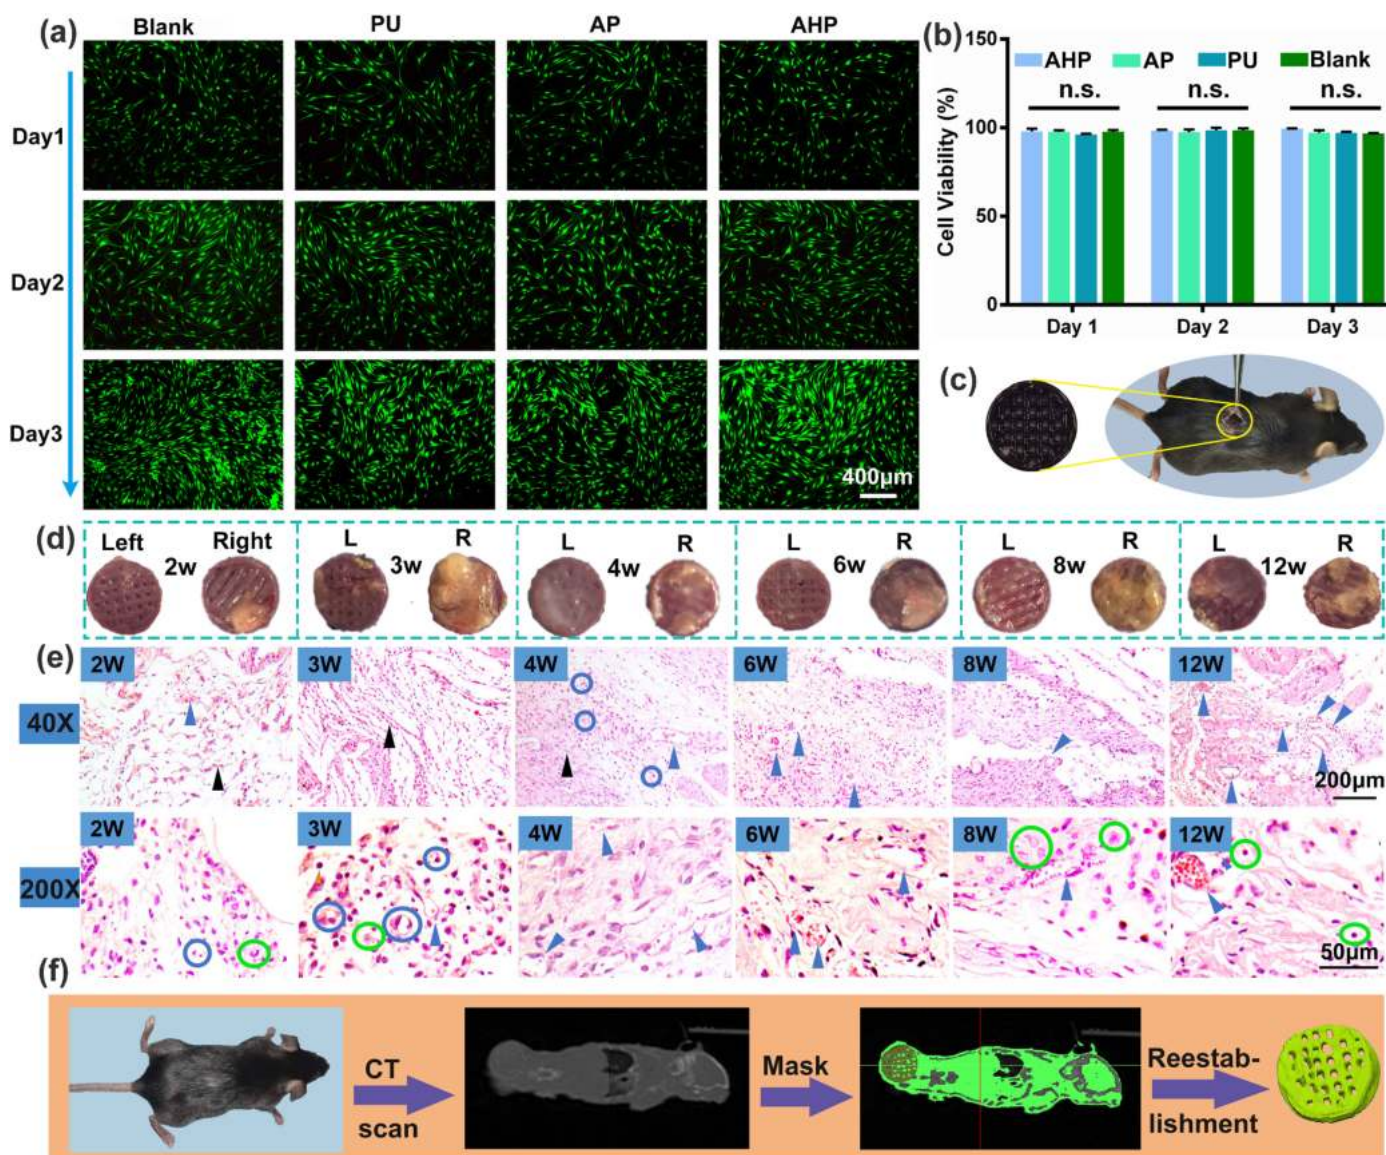 (a)
Blank PU AP AHP
Day1
Day2
Day3
400μm
(b)
Cell Viability (%)
150
100
50
0
AHP AP PU Blank
n.s. n.s. n.s.
Day 1 Day 2 Day 3
(c)
(d)
Left 2w Right
L 3w R
L 4w R
L 6w R
L 8w R
L 12w R
(e)
40X
2W 3W 4W 6W 8W 12W
200μm
200X
2W 3W 4W 6W 8W 12W
50μm
(f)
CT
scan
Mask
Reestab-
lishment